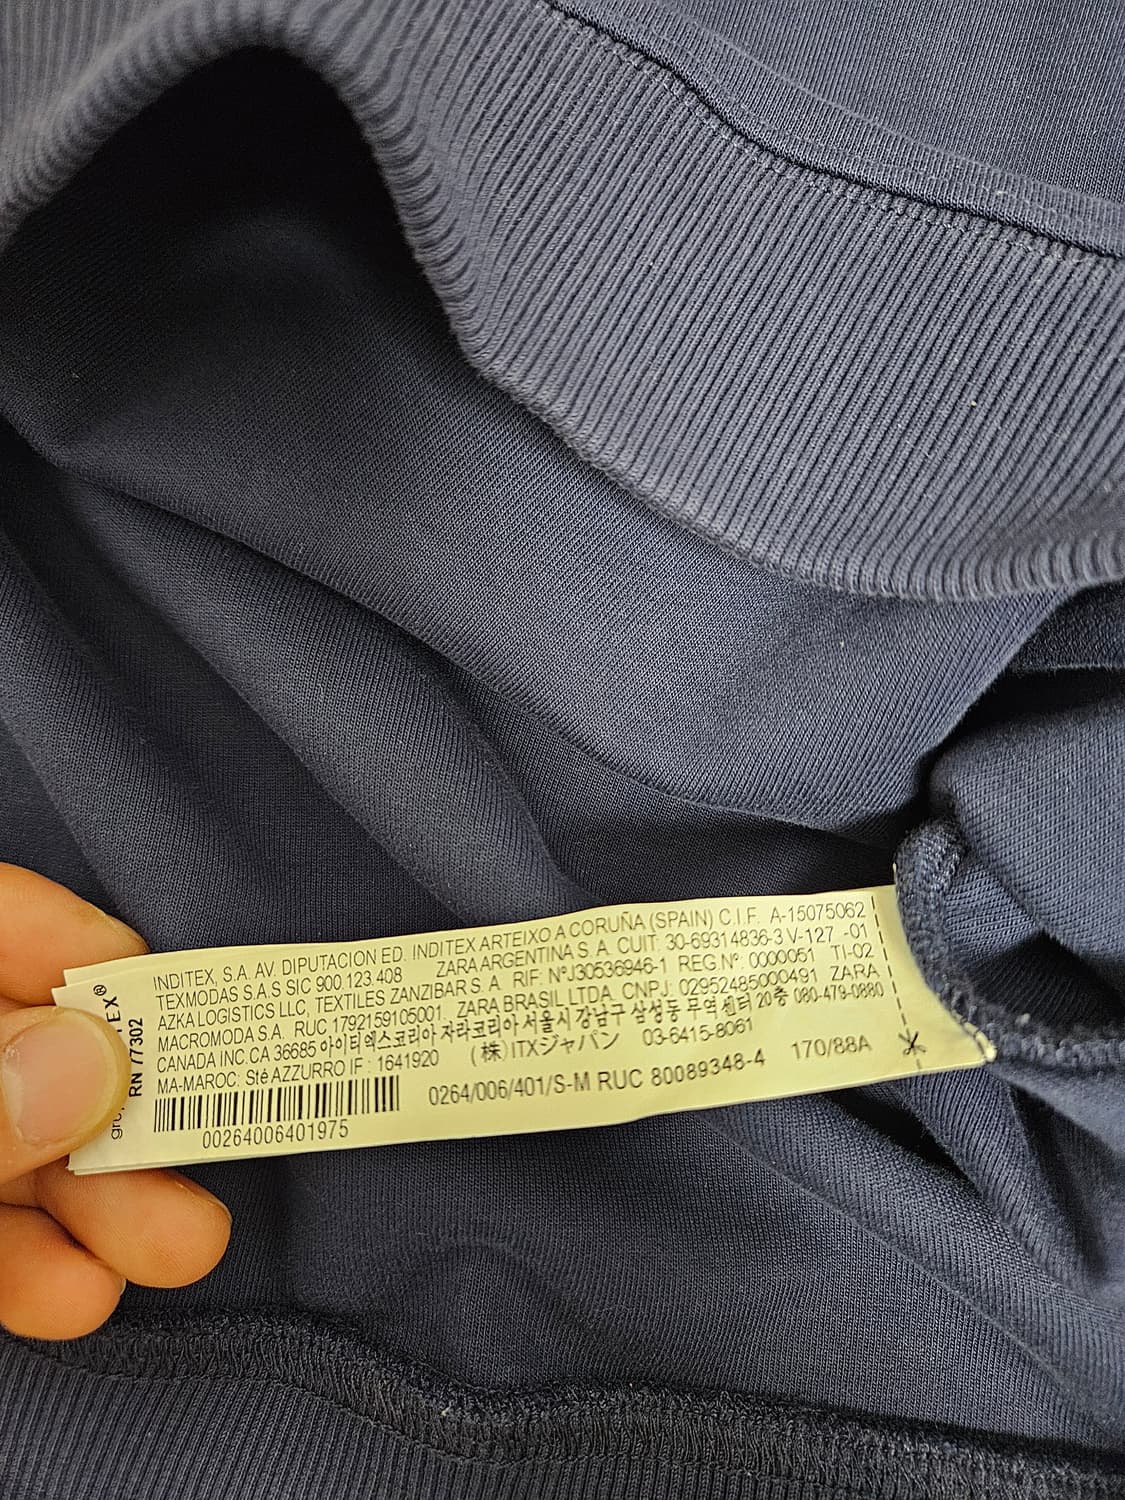 INDITEX, S.A. AV. DIPUTACION ED. INDITEX ARTEIXO A CORUÑA (SPAIN) C.I.F. A-15075062
TEXMODAS S.A.S SIC 900.123.408 ZARA ARGENTINA S.A. CUIT: 30-69314836-3 V-127 -01
AZKA LOGISTICS LLC, TEXTILES ZANZIBAR S. A. RIF: NºJ30536946-1 REG.Nº: 0000051 TI-02
MACROMODA S.A. RUC 1792159105001. ZARA BRASIL LTDA. CNPJ: 02952485000491 ZARA
CANADA INC.CA 36685 아이티엑스코리아 자라코리아 서울시 강남구 삼성동 무역센터 20층 080-479-0880
MA-MAROC: Sté AZZURRO IF : 1641920 (株)ITXジャパン 03-6415-8061
0264/006/401/S-M RUC 80089348-4 170/88A
00264006401975
RN 77302